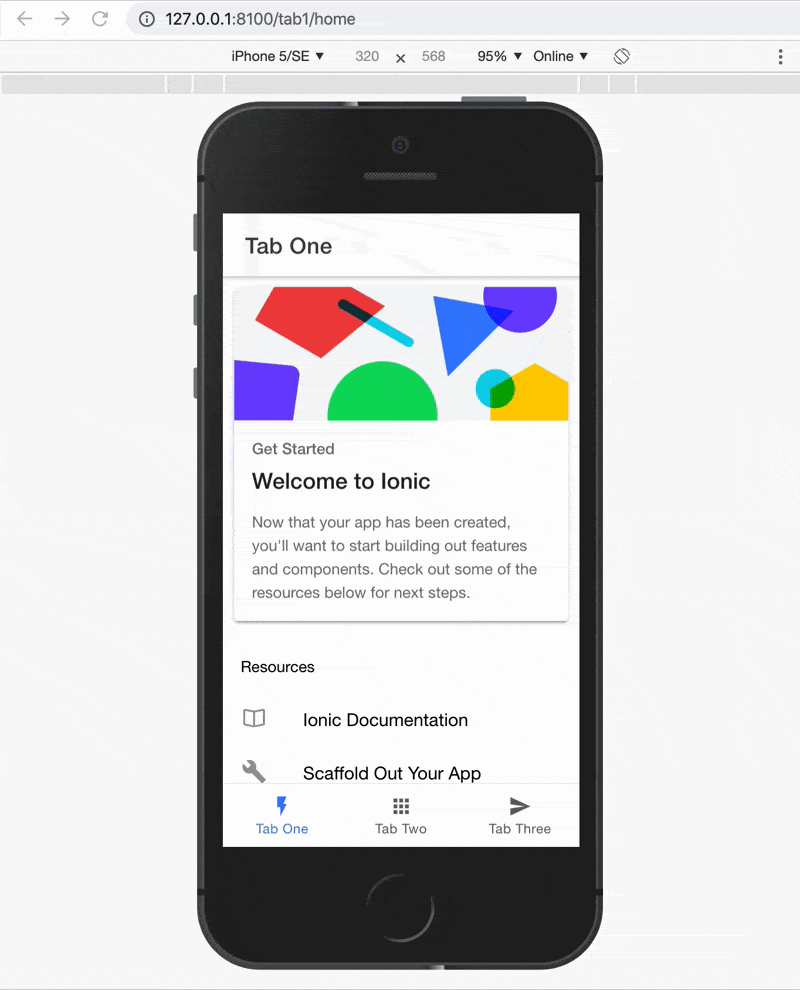 127.0.0.1:8100/tab1/home
iPhone 5/SE ▼ 320 × 568 95% ▼ Online ▼
Tab One
Get Started
Welcome to Ionic
Now that your app has been created,
you'll want to start building out features
and components. Check out some of the
resources below for next steps.
Resources
Ionic Documentation
Scaffold Out Your App
Tab One Tab Two Tab Three